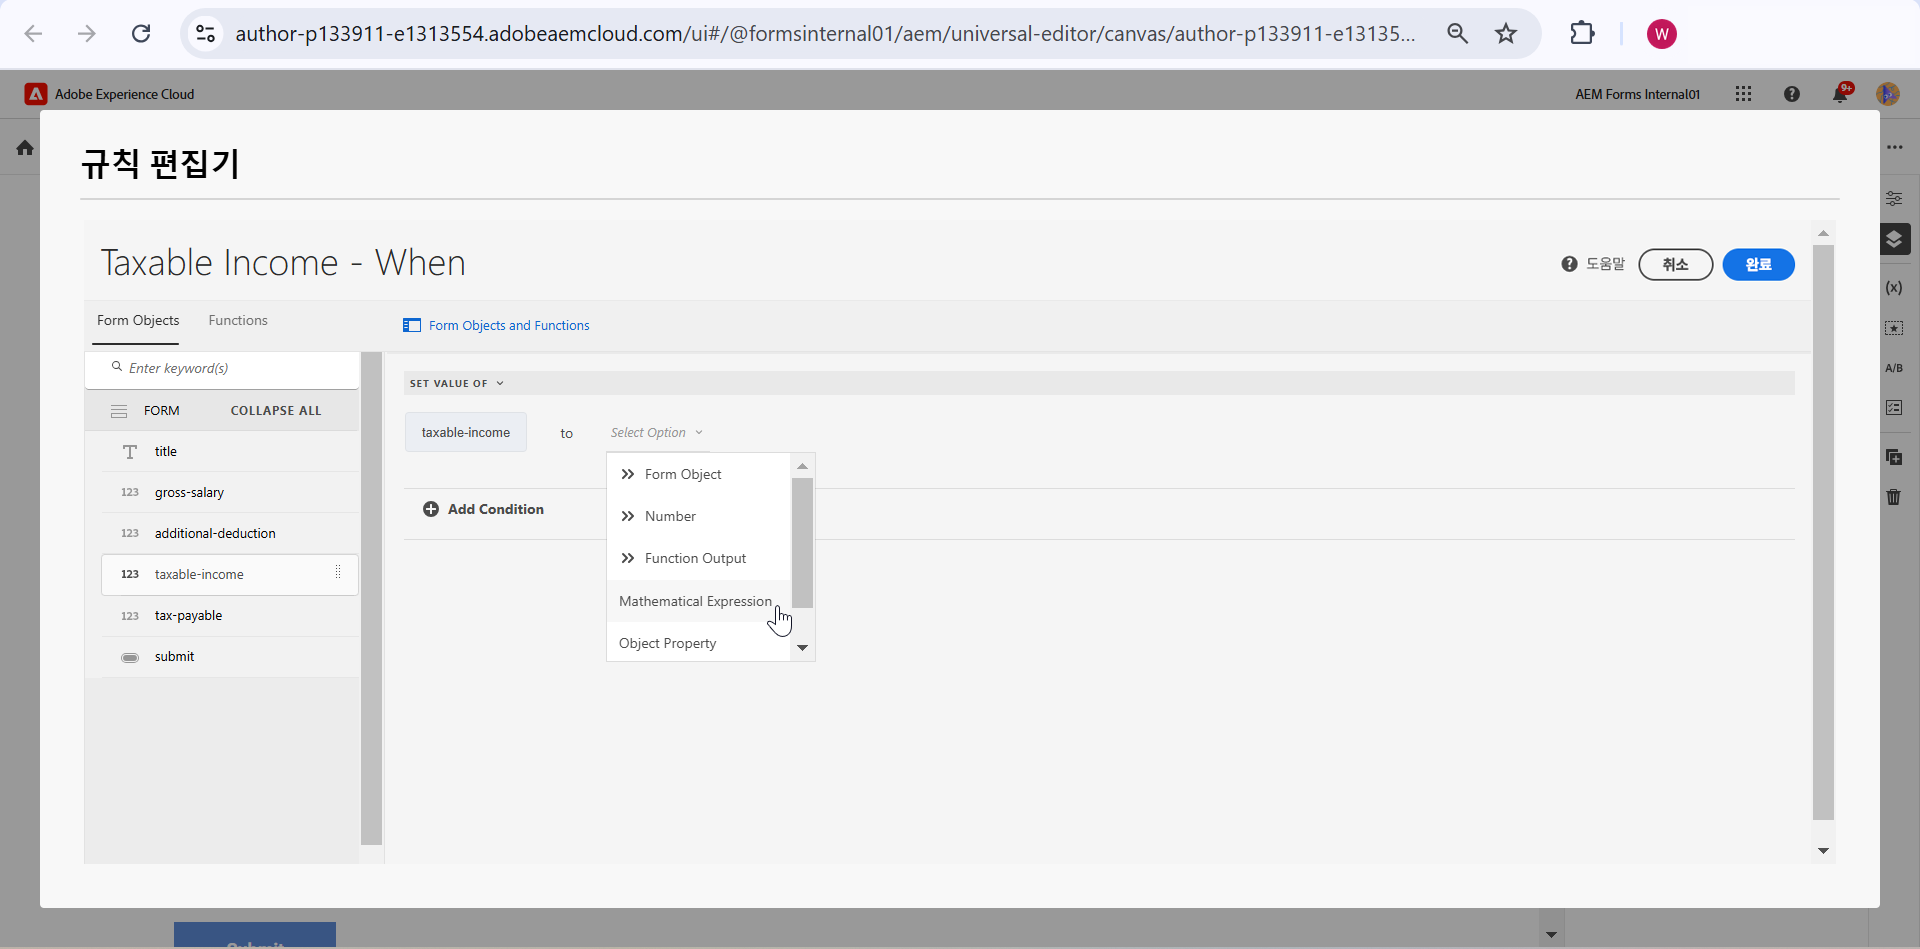 author-p133911-e1313554.adobeaemcloud.com/ui#/@formsinternal01/aem/universal-editor/canvas/author-p133911-e13135...
W
Adobe Experience Cloud
AEM Forms Internal01
9+
규칙 편집기
Taxable Income - When
도움말
취소
완료
Form Objects
Functions
Form Objects and Functions
Enter keyword(s)
FORM
COLLAPSE ALL
title
123 gross-salary
123 additional-deduction
123 taxable-income
123 tax-payable
submit
SET VALUE OF
taxable-income to Select Option
Form Object
Number
Function Output
Mathematical Expression
Object Property
Add Condition
(x)
A/B
Submit